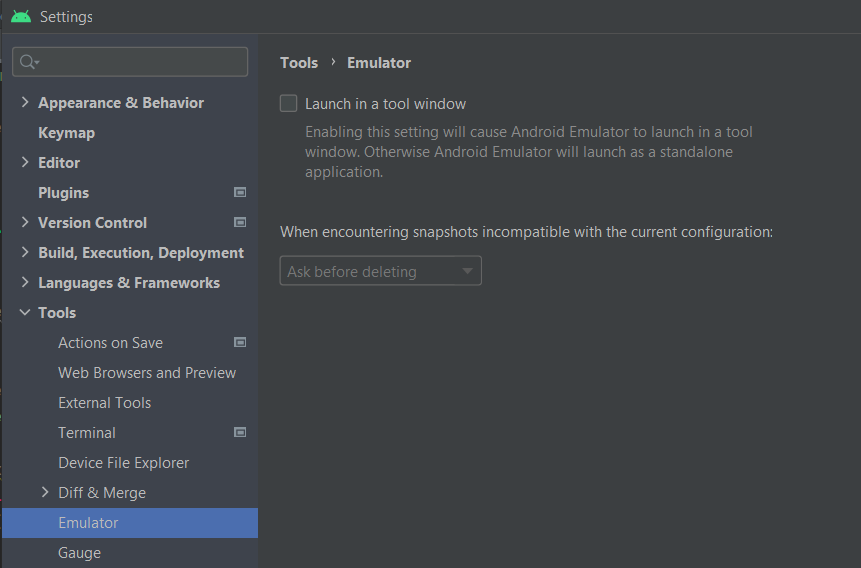 Settings
Appearance & Behavior
Keymap
Editor
Plugins
Version Control
Build, Execution, Deployment
Languages & Frameworks
Tools
Actions on Save
Web Browsers and Preview
External Tools
Terminal
Device File Explorer
Diff & Merge
Emulator
Gauge
Tools › Emulator
Launch in a tool window
Enabling this setting will cause Android Emulator to launch in a tool
window. Otherwise Android Emulator will launch as a standalone
application.
When encountering snapshots incompatible with the current configuration:
Ask before deleting